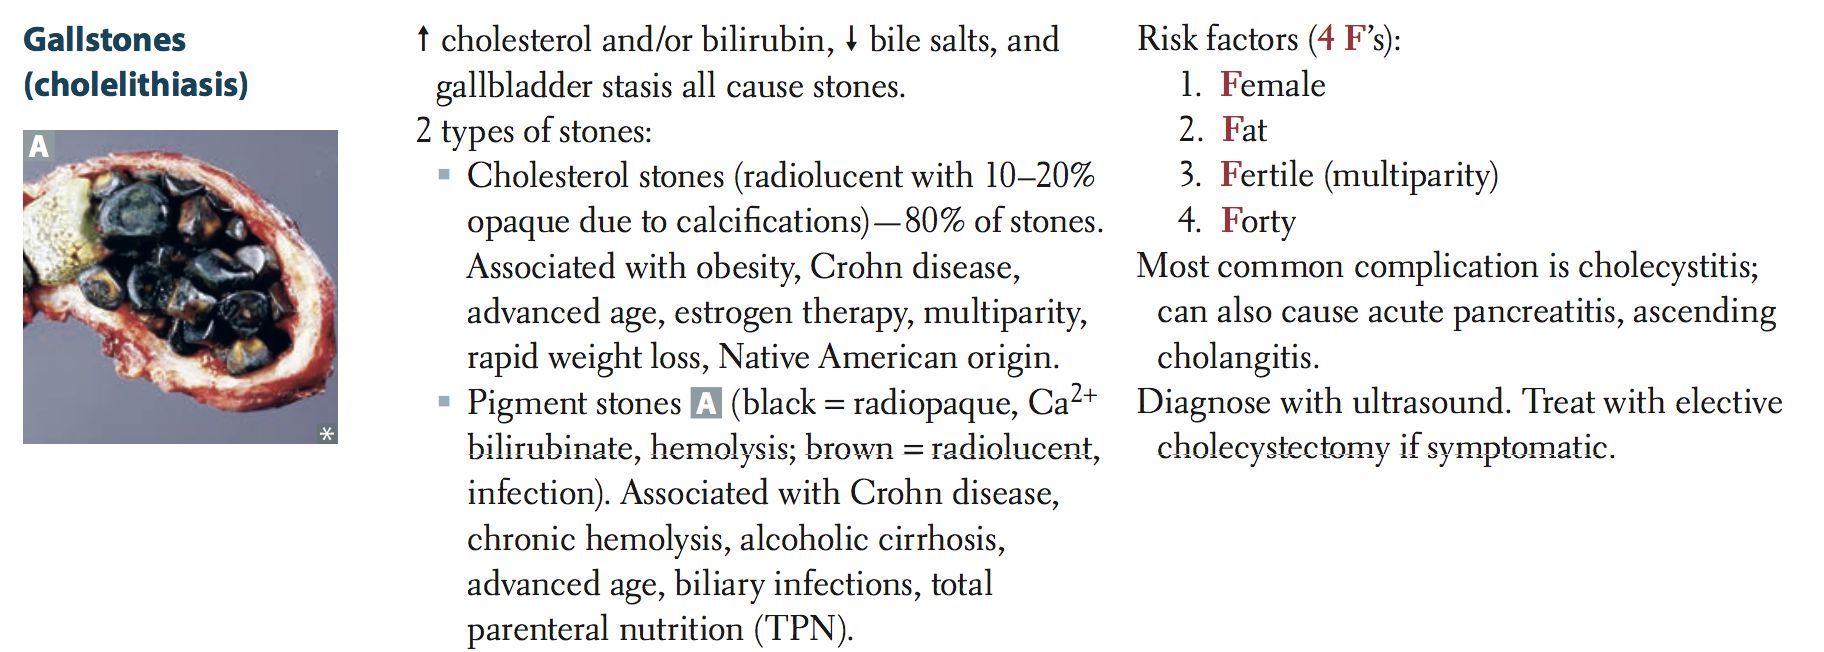 Gallstones
(cholelithiasis)
A
*
↑ cholesterol and/or bilirubin, ↓ bile salts, and
gallbladder stasis all cause stones.
2 types of stones:
▪ Cholesterol stones (radiolucent with 10–20%
opaque due to calcifications)—80% of stones.
Associated with obesity, Crohn disease,
advanced age, estrogen therapy, multiparity,
rapid weight loss, Native American origin.
▪ Pigment stones A (black = radiopaque, Ca²⁺
bilirubinate, hemolysis; brown = radiolucent,
infection). Associated with Crohn disease,
chronic hemolysis, alcoholic cirrhosis,
advanced age, biliary infections, total
parenteral nutrition (TPN).
Risk factors (4 F’s):
1. Female
2. Fat
3. Fertile (multiparity)
4. Forty
Most common complication is cholecystitis;
can also cause acute pancreatitis, ascending
cholangitis.
Diagnose with ultrasound. Treat with elective
cholecystectomy if symptomatic.